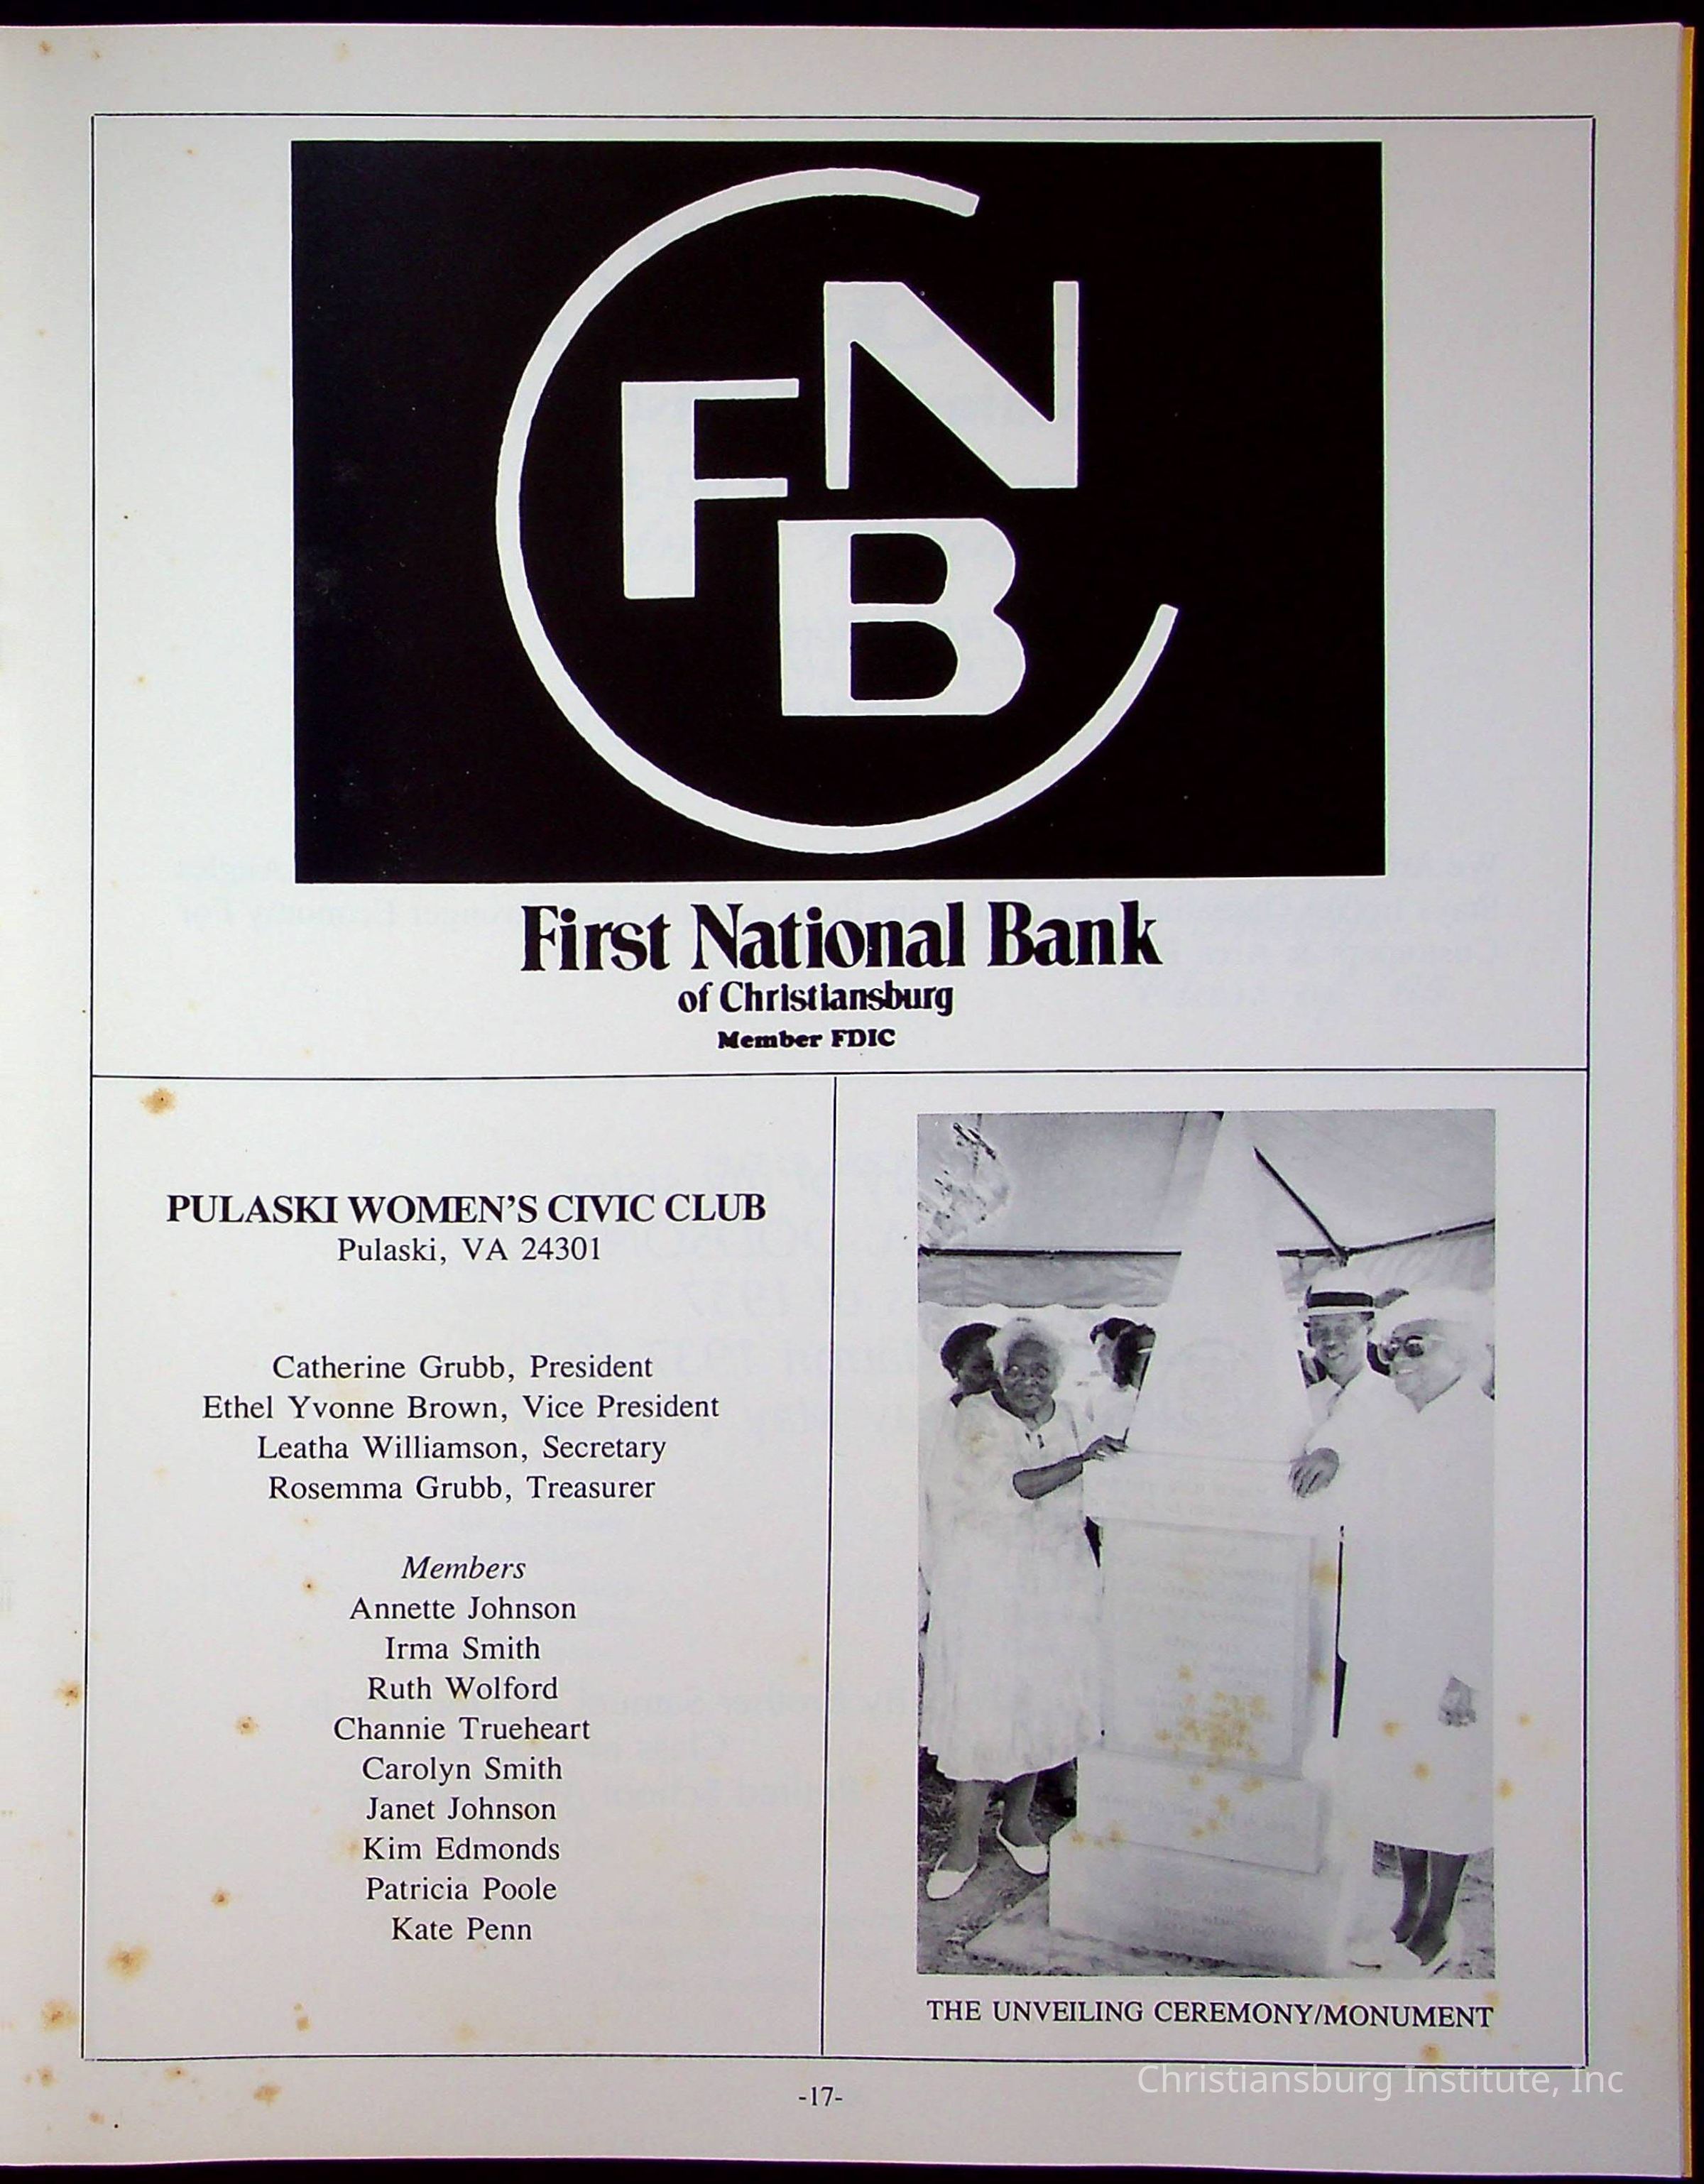 FNB
First National Bank
of Christiansburg
Member FDIC
PULASKI WOMEN'S CIVIC CLUB
Pulaski, VA 24301
Catherine Grubb, President
Ethel Yvonne Brown, Vice President
Leatha Williamson, Secretary
Rosemma Grubb, Treasurer
Members
Annette Johnson
Irma Smith
Ruth Wolford
Channie Trueheart
Carolyn Smith
Janet Johnson
Kim Edmonds
Patricia Poole
Kate Penn
THE UNVEILING CEREMONY/MONUMENT
-17-
Christiansburg Institute, Inc